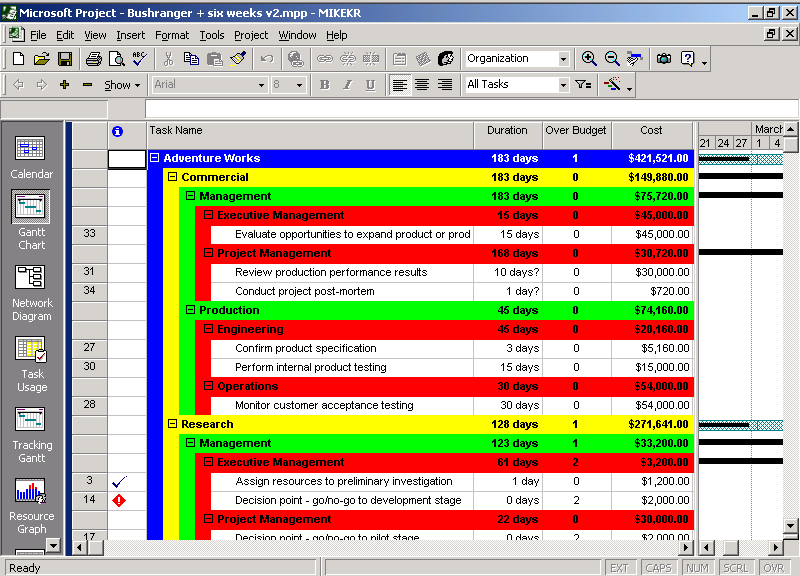 Microsoft Project - Bushranger + six weeks v2.mpp - MIKEKR
File Edit View Insert Format Tools Project Window Help
Organization
Show Arial 8 B I U All Tasks
Task Name Duration Over Budget Cost March
21 24 27 1 4
Adventure Works 183 days 1 $421,521.00
Commercial 183 days 0 $149,880.00
Management 183 days 0 $75,720.00
Executive Management 15 days 0 $45,000.00
33 Evaluate opportunities to expand product or prod 15 days 0 $45,000.00
Project Management 168 days 0 $30,720.00
31 Review production performance results 10 days? 0 $30,000.00
34 Conduct project post-mortem 1 day? 0 $720.00
Production 45 days 0 $74,160.00
Engineering 45 days 0 $20,160.00
27 Confirm product specification 3 days 0 $5,160.00
30 Perform internal product testing 15 days 0 $15,000.00
Operations 30 days 0 $54,000.00
28 Monitor customer acceptance testing 30 days 0 $54,000.00
Research 128 days 1 $271,641.00
Management 123 days 1 $33,200.00
Executive Management 61 days 2 $3,200.00
3 Assign resources to preliminary investigation 1 day 0 $1,200.00
14 Decision point - go/no-go to development stage 0 days 2 $2,000.00
Project Management 22 days 0 $30,000.00
17 Decision point - go/no-go to pilot stage 0 days 2 $2,000.00
Calendar
Gantt
Chart
Network
Diagram
Task
Usage
Tracking
Gantt
Resource
Graph
Ready EXT CAPS NUM SCRL OVR